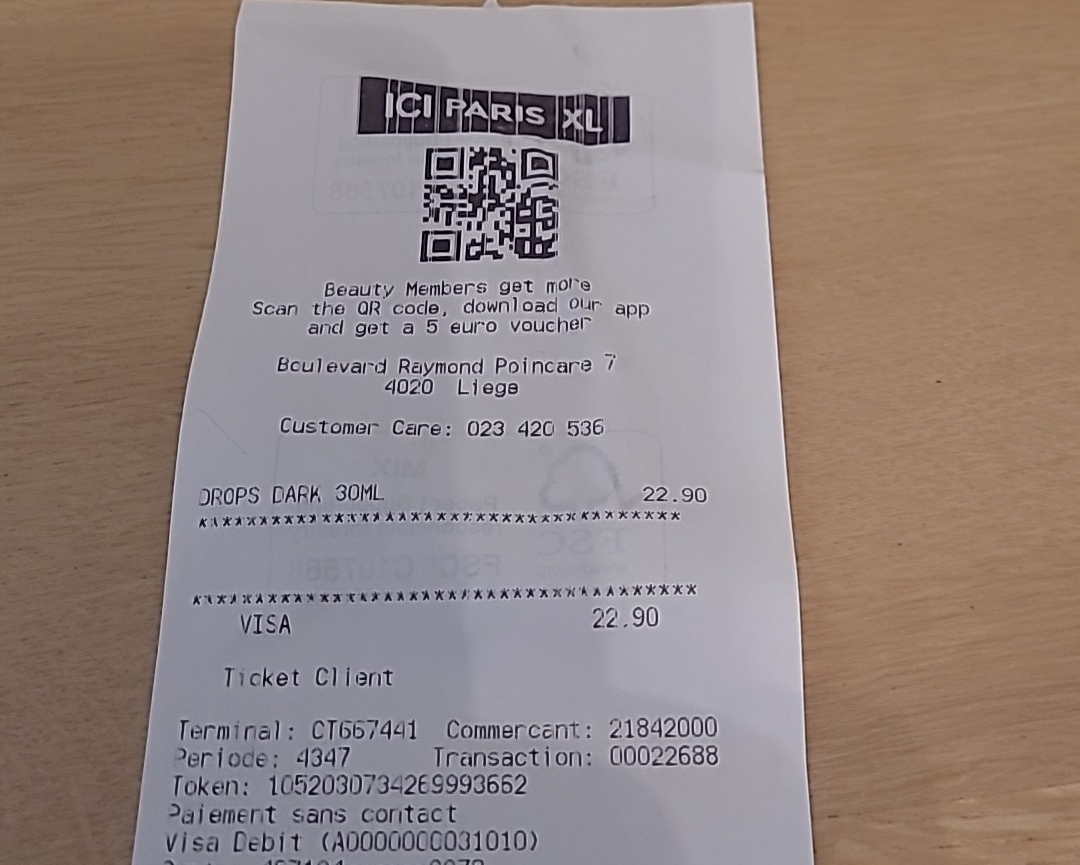 ICI PARIS XL
Beauty Members get more
Scan the QR code, download our app
and get a 5 euro voucher
Boulevard Raymond Poincare 7
4020 Liege
Customer Care: 023 420 536
DROPS DARK 30ML 22.90
VISA 22.90
Ticket Client
Terminal: CT667441 Commercant: 21842000
Periode: 4347 Transaction: 00022688
Token: 1052030734269993662
Paiement sans contact
Visa Debit (A0000000031010)